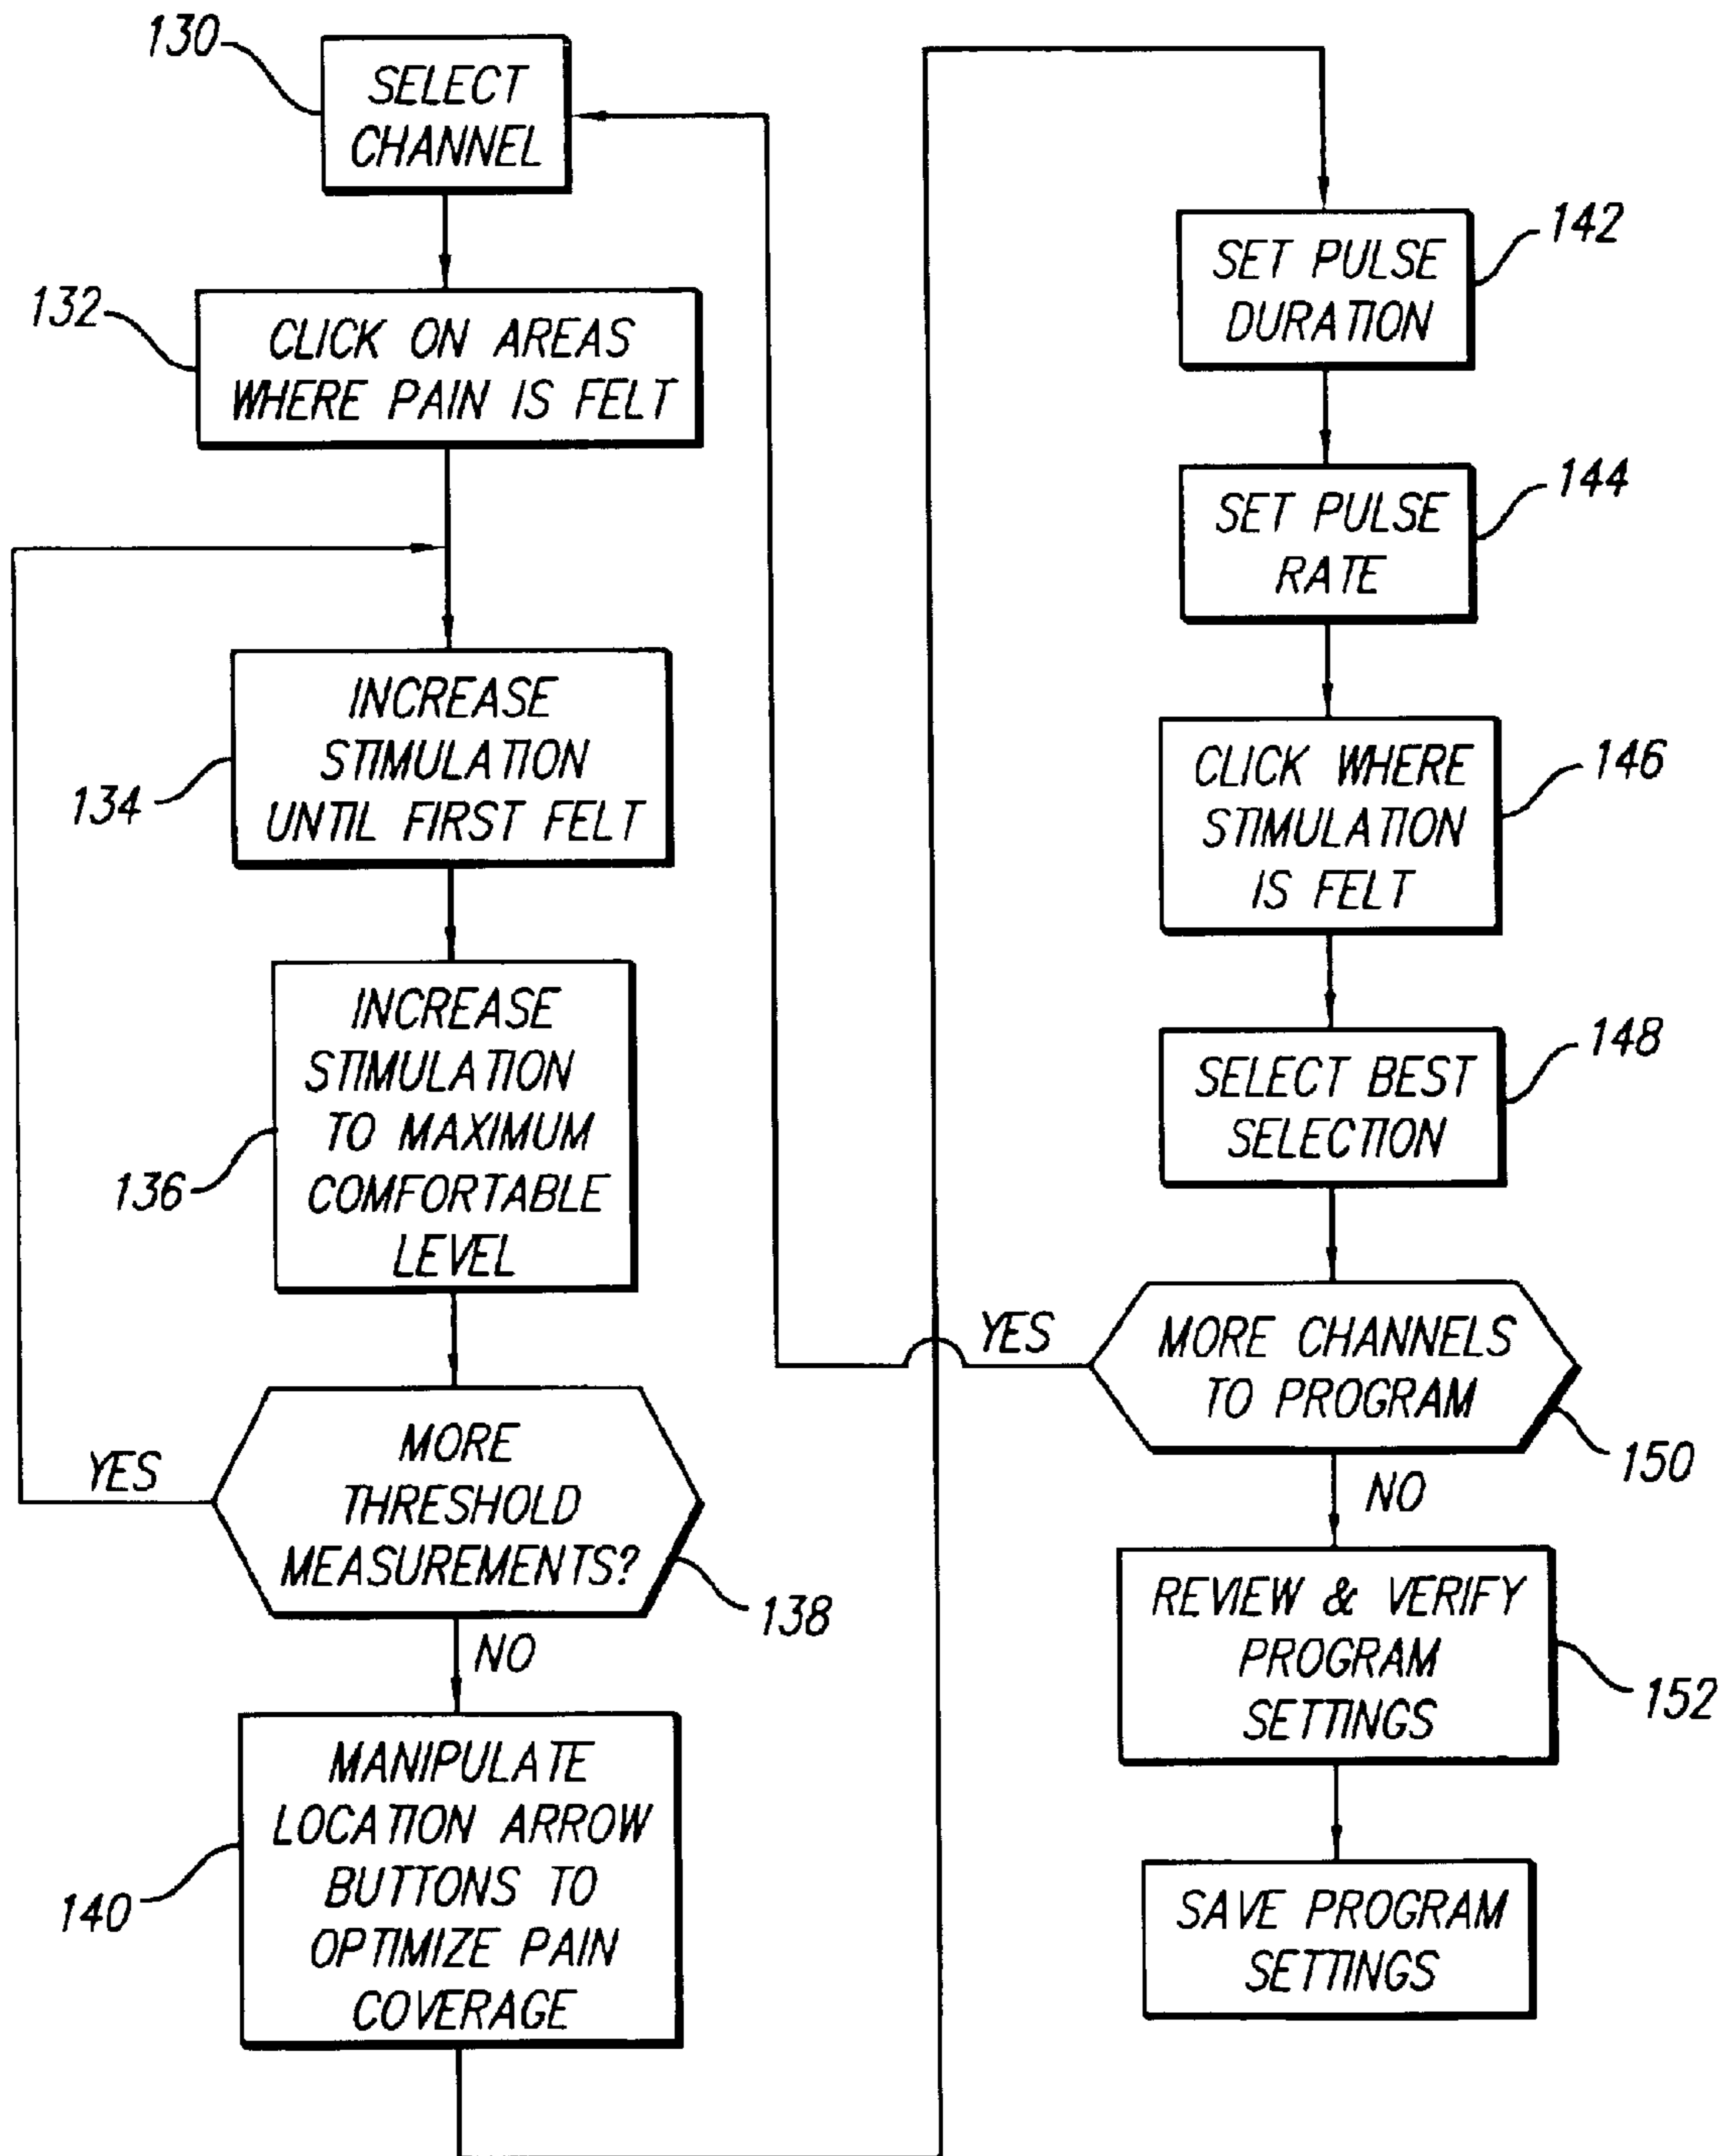 130
SELECT
CHANNEL
132
CLICK ON AREAS
WHERE PAIN IS FELT
134
INCREASE
STIMULATION
UNTIL FIRST FELT
136
INCREASE
STIMULATION
TO MAXIMUM
COMFORTABLE
LEVEL
YES
MORE
THRESHOLD
MEASUREMENTS?
138
NO
140
MANIPULATE
LOCATION ARROW
BUTTONS TO
OPTIMIZE PAIN
COVERAGE
SET PULSE
DURATION
142
SET PULSE
RATE
144
CLICK WHERE
STIMULATION
IS FELT
146
SELECT BEST
SELECTION
148
YES
MORE CHANNELS
TO PROGRAM
150
NO
REVIEW & VERIFY
PROGRAM
SETTINGS
152
SAVE PROGRAM
SETTINGS